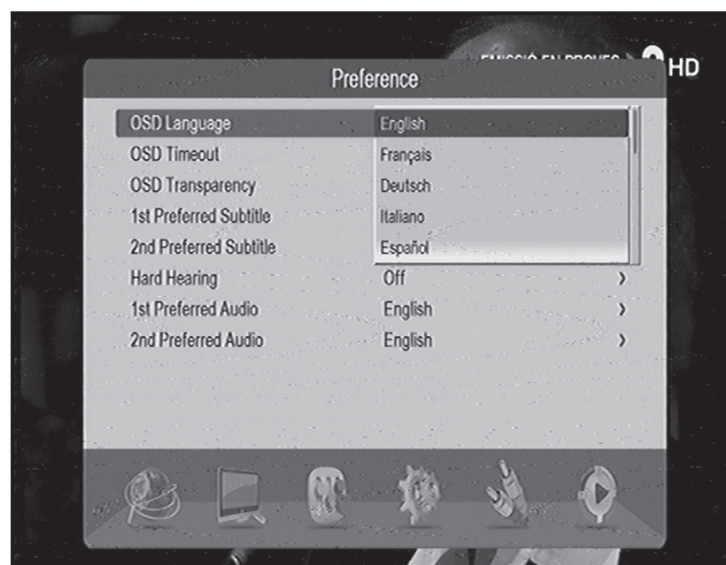 HD
Preference
OSD Language
English
OSD Timeout
Français
OSD Transparency
Deutsch
1st Preferred Subtitle
Italiano
2nd Preferred Subtitle
Español
Hard Hearing Off
1st Preferred Audio English
2nd Preferred Audio English